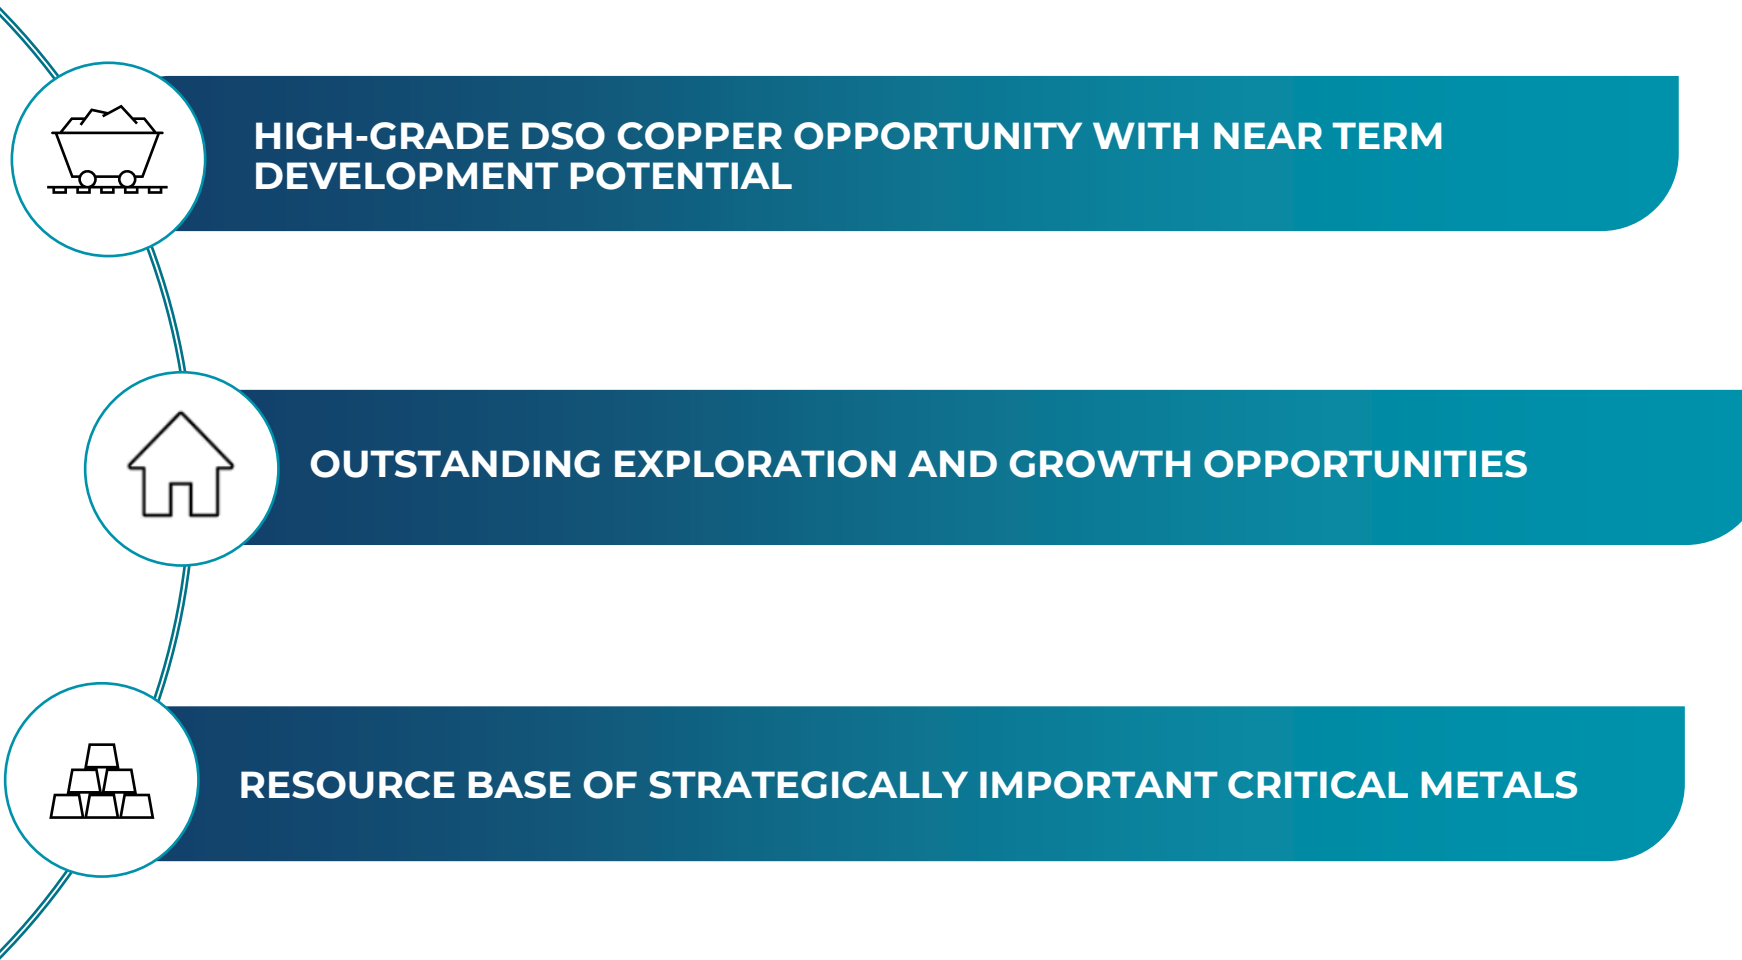 HIGH-GRADE DSO COPPER OPPORTUNITY WITH NEAR TERM
DEVELOPMENT POTENTIAL
OUTSTANDING EXPLORATION AND GROWTH OPPORTUNITIES
RESOURCE BASE OF STRATEGICALLY IMPORTANT CRITICAL METALS